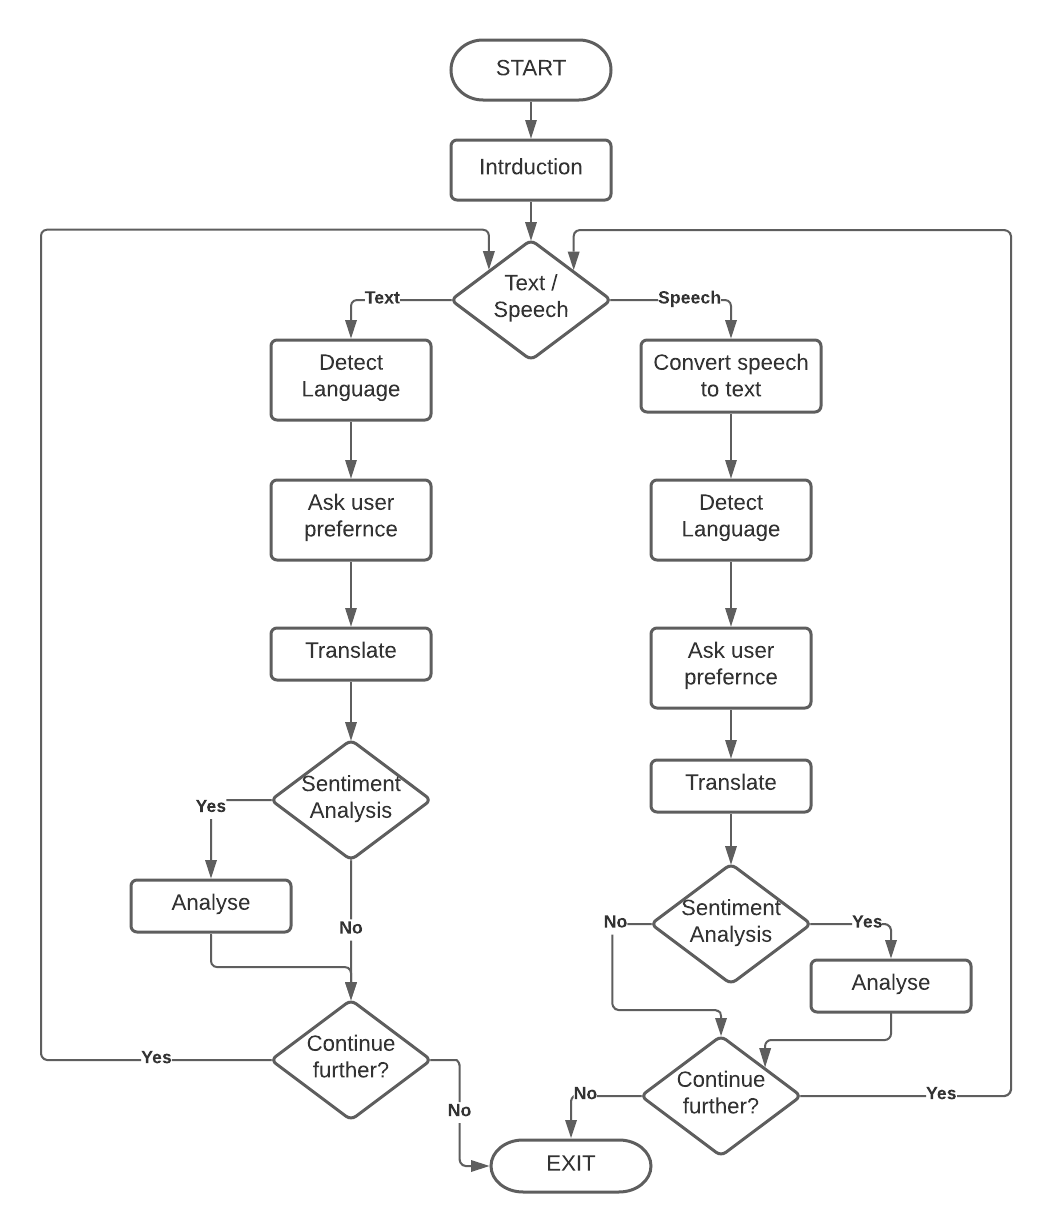 START
Intrduction
Text /
Speech
Text
Speech
Detect
Language
Convert speech
to text
Ask user
prefernce
Detect
Language
Translate
Ask user
prefernce
Sentiment
Analysis
Yes
Translate
Analyse
No
Sentiment
Analysis
No
Yes
Analyse
Continue
further?
Yes
No
Continue
further?
No
Yes
EXIT